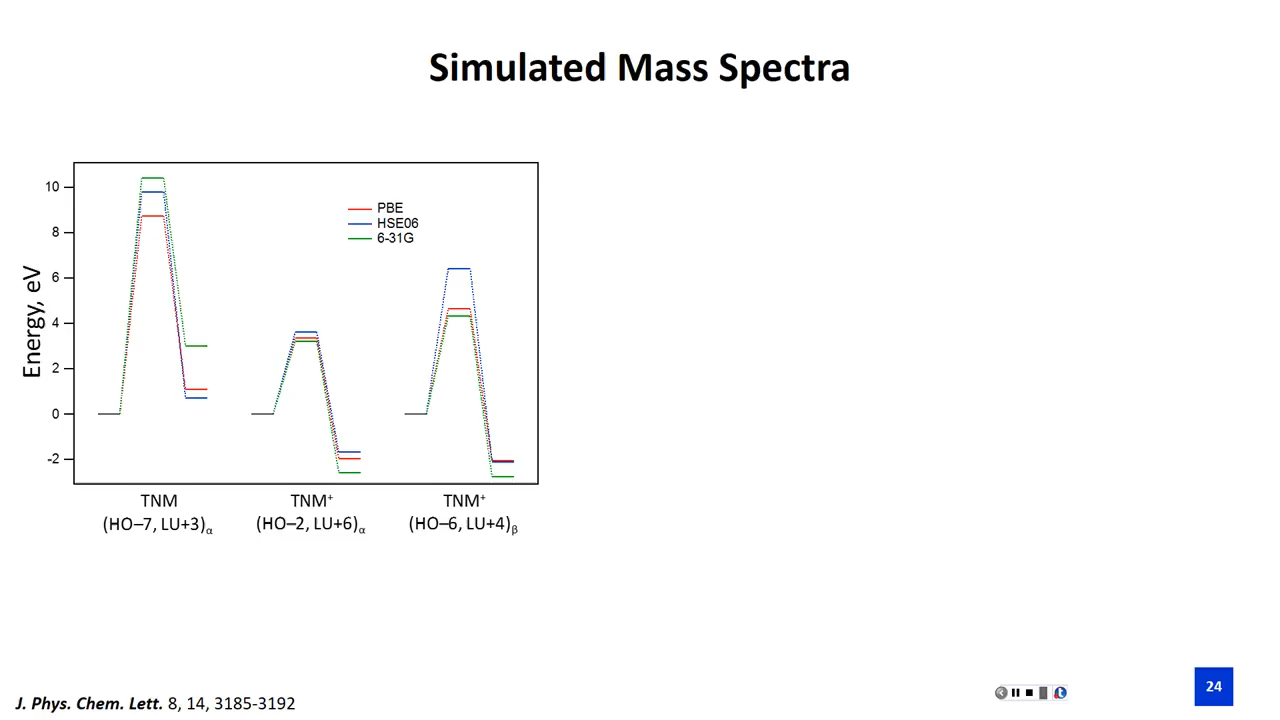 Simulated Mass Spectra
10
8
6
4
2
0
-2
Energy, eV
PBE
HSE06
6-31G
TNM
(HO–7, LU+3)α
TNM⁺
(HO–2, LU+6)α
TNM⁺
(HO–6, LU+4)β
J. Phys. Chem. Lett. 8, 14, 3185-3192
24